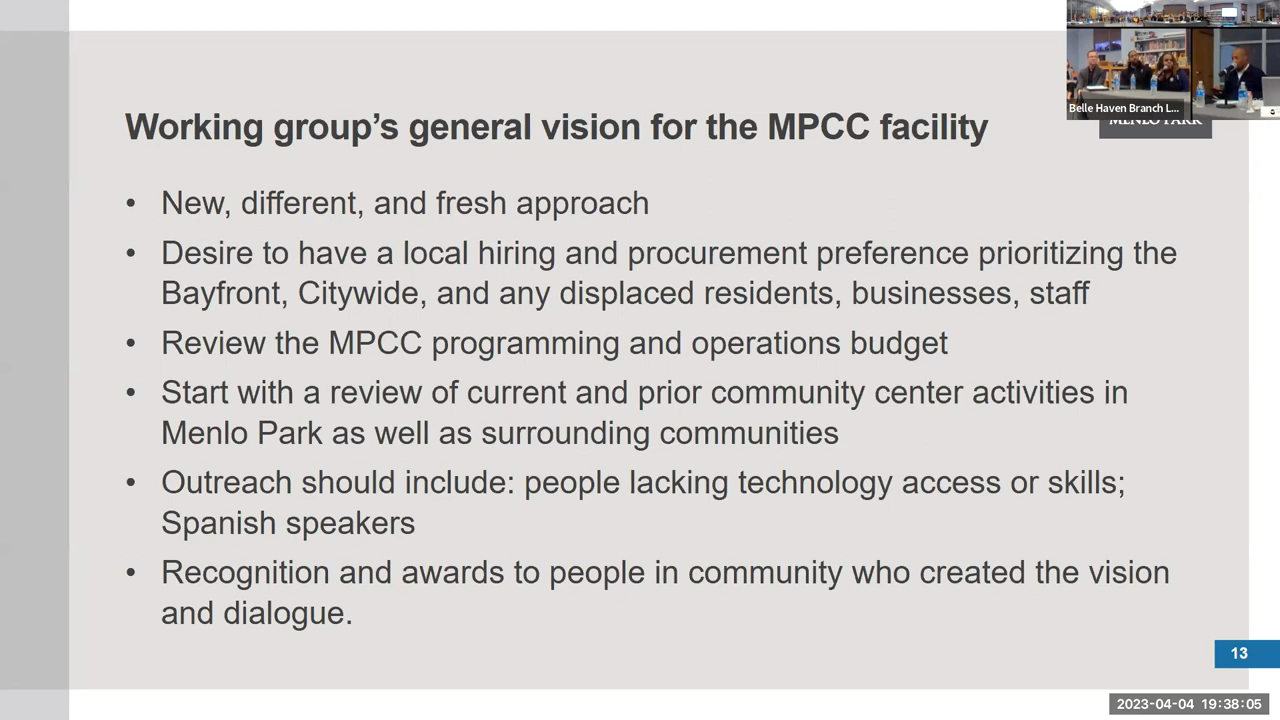 Belle Haven Branch L...
MENLO PARK
Working group’s general vision for the MPCC facility
• New, different, and fresh approach
• Desire to have a local hiring and procurement preference prioritizing the
Bayfront, Citywide, and any displaced residents, businesses, staff
• Review the MPCC programming and operations budget
• Start with a review of current and prior community center activities in
Menlo Park as well as surrounding communities
• Outreach should include: people lacking technology access or skills;
Spanish speakers
• Recognition and awards to people in community who created the vision
and dialogue.
13
2023-04-04 19:38:05